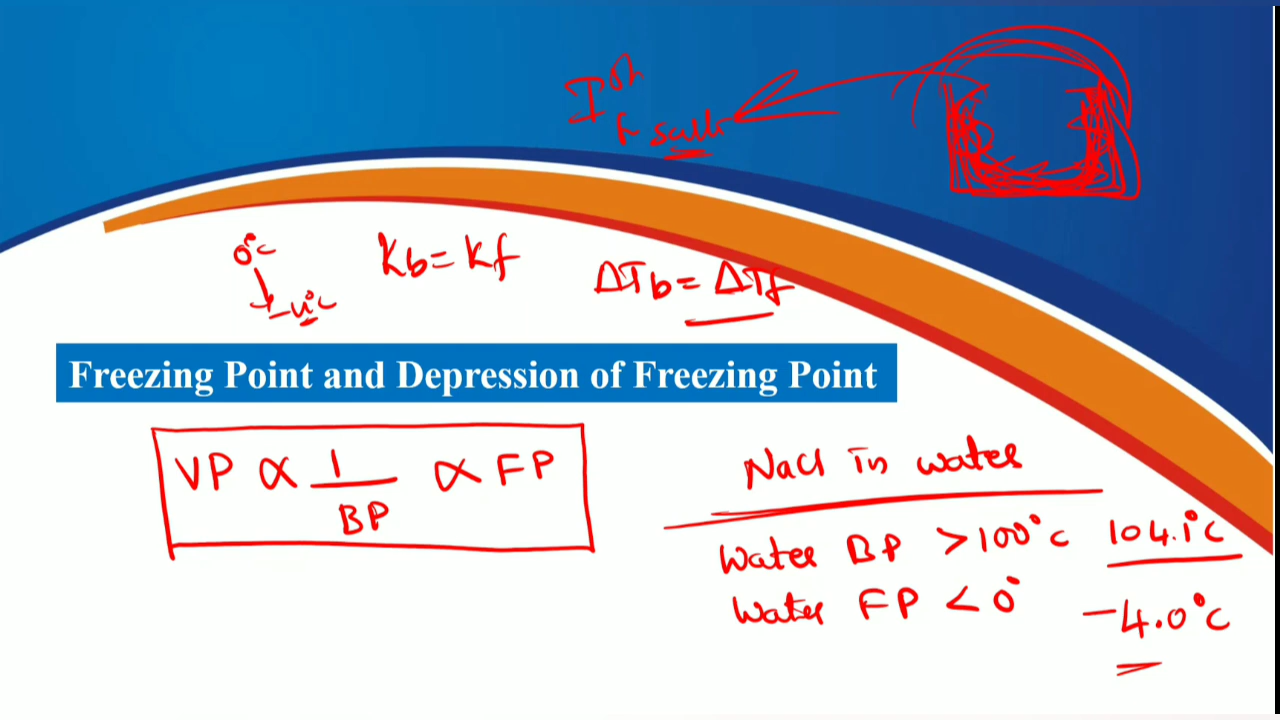 salt
0°C
Kb = Kf
ΔTb = ΔTf
-4°C
Freezing Point and Depression of Freezing Point
VP ∝ 1/BP ∝ FP
NaCl in water
Water BP > 100°C 104.1°C
Water FP < 0° -4.0°C